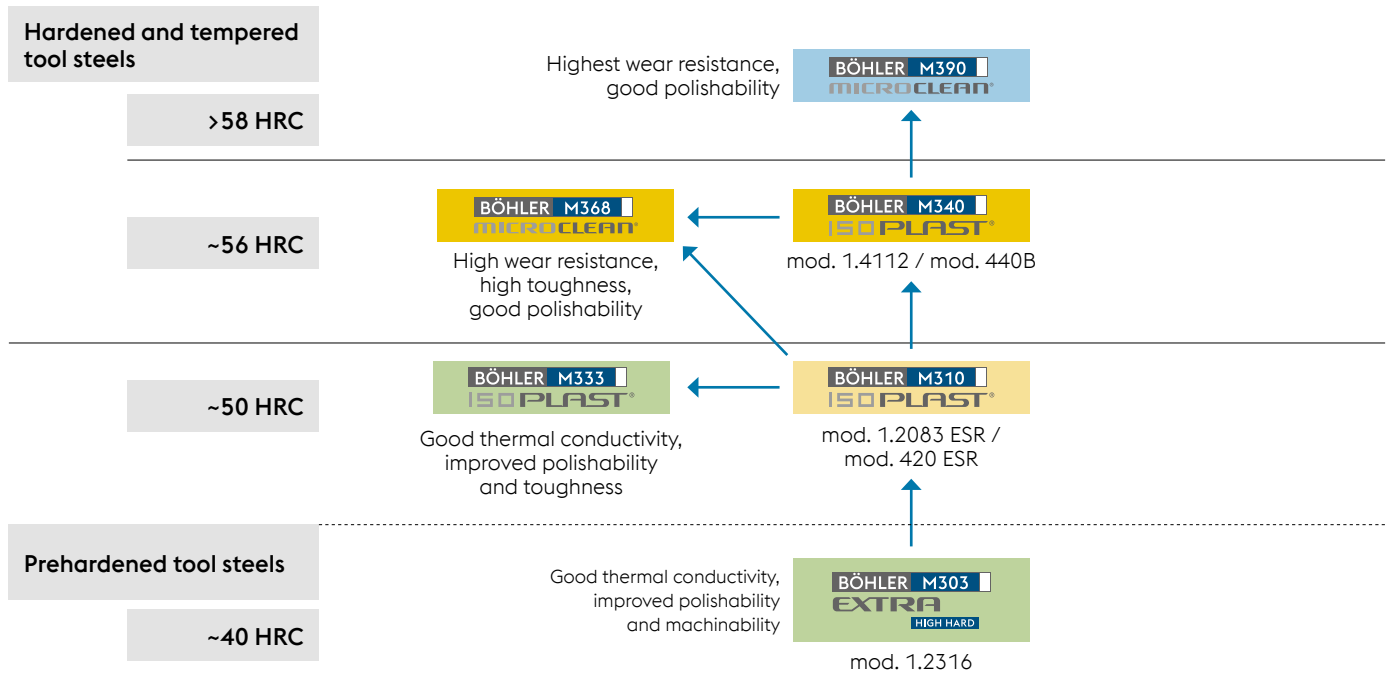 Hardened and tempered
tool steels
Highest wear resistance,
good polishability
BÖHLER M390
MICROCLEAN®
>58 HRC
~56 HRC
BÖHLER M368
MICROCLEAN®
High wear resistance,
high toughness,
good polishability
BÖHLER M340
ISOPLAST®
mod. 1.4112 / mod. 440B
~50 HRC
BÖHLER M333
ISOPLAST®
Good thermal conductivity,
improved polishability
and toughness
BÖHLER M310
ISOPLAST®
mod. 1.2083 ESR /
mod. 420 ESR
Prehardened tool steels
~40 HRC
Good thermal conductivity,
improved polishability
and machinability
BÖHLER M303
EXTRA
HIGH HARD
mod. 1.2316